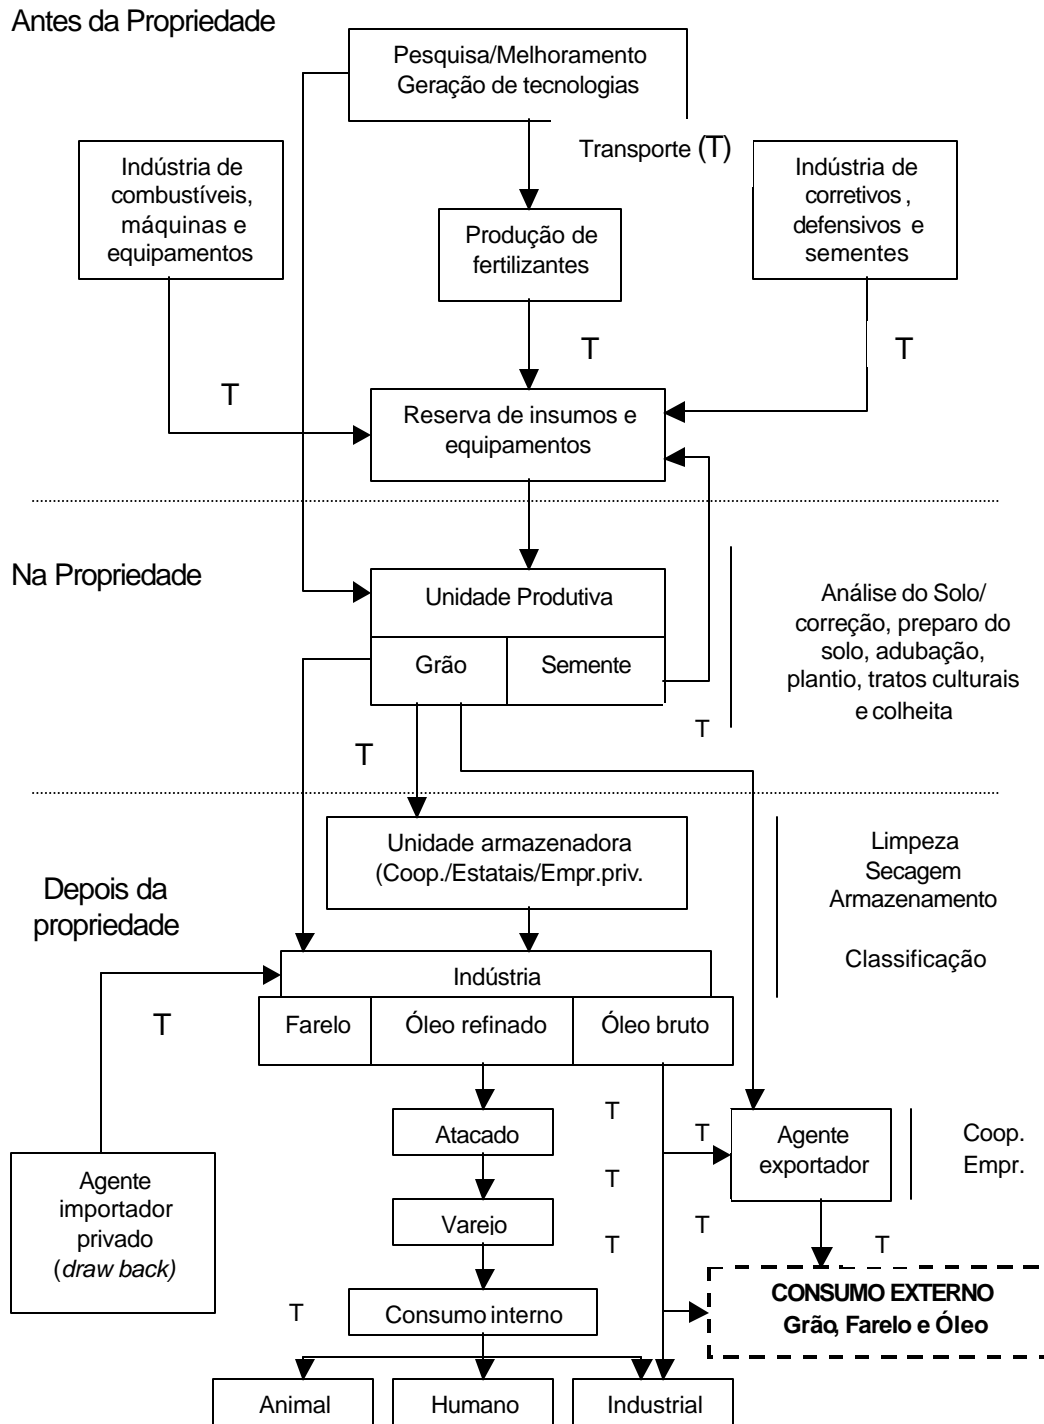 Antes da Propriedade
Pesquisa/Melhoramento
Geração de tecnologias
Transporte (T)
Indústria de
combustíveis,
máquinas e
equipamentos
Produção de
fertilizantes
Indústria de
corretivos,
defensivos e
sementes
T
T
T
Reserva de insumos e
equipamentos
Na Propriedade
Unidade Produtiva
Grão
Semente
Análise do Solo/
correção, preparo do
solo, adubação,
plantio, tratos culturais
e colheita
T
T
Depois da
propriedade
Unidade armazenadora
(Coop./Estatais/Empr.priv.
Limpeza
Secagem
Armazenamento
Classificação
Indústria
Farelo
Óleo refinado
Óleo bruto
T
Atacado
T
T
Agente
exportador
Coop.
Empr.
Agente
importador
privado
(draw back)
T
Varejo
T
T
T
Consumo interno
T
CONSUMO EXTERNO
Grão, Farelo e Óleo
Animal
Humano
Industrial